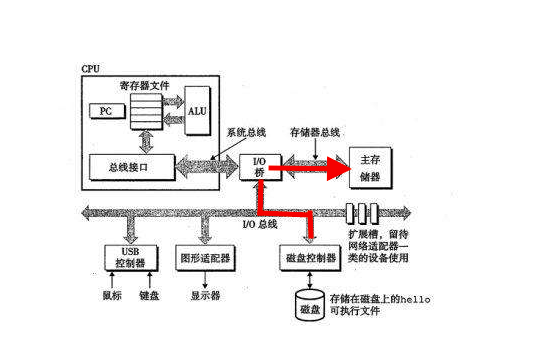 CPU
寄存器文件
PC
ALU
系统总线
存储器总线
总线接口
I/O
桥
主存
储器
I/O 总线
扩展槽，留待
网络适配器一
类的设备使用
USB
控制器
图形适配器
磁盘控制器
鼠标
键盘
显示器
磁盘
存储在磁盘上的hello
可执行文件